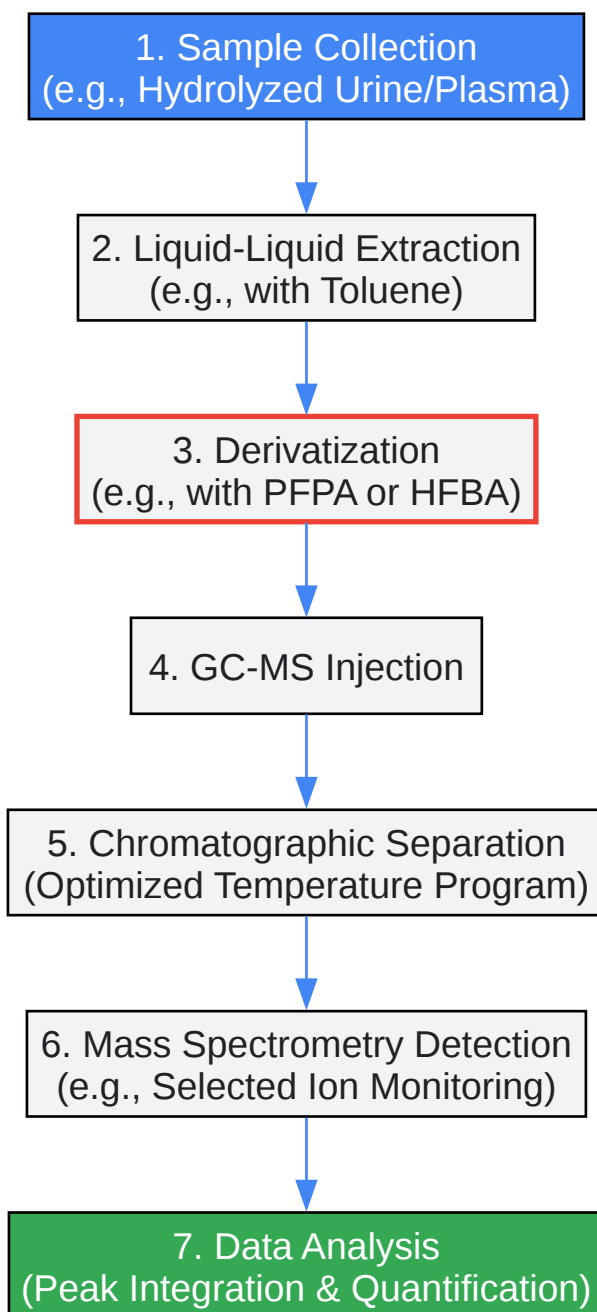 1. Sample Collection
(e.g., Hydrolyzed Urine/Plasma)
2. Liquid-Liquid Extraction
(e.g., with Toluene)
3. Derivatization
(e.g., with PFPA or HFBA)
4. GC-MS Injection
5. Chromatographic Separation
(Optimized Temperature Program)
6. Mass Spectrometry Detection
(e.g., Selected Ion Monitoring)
7. Data Analysis
(Peak Integration & Quantification)